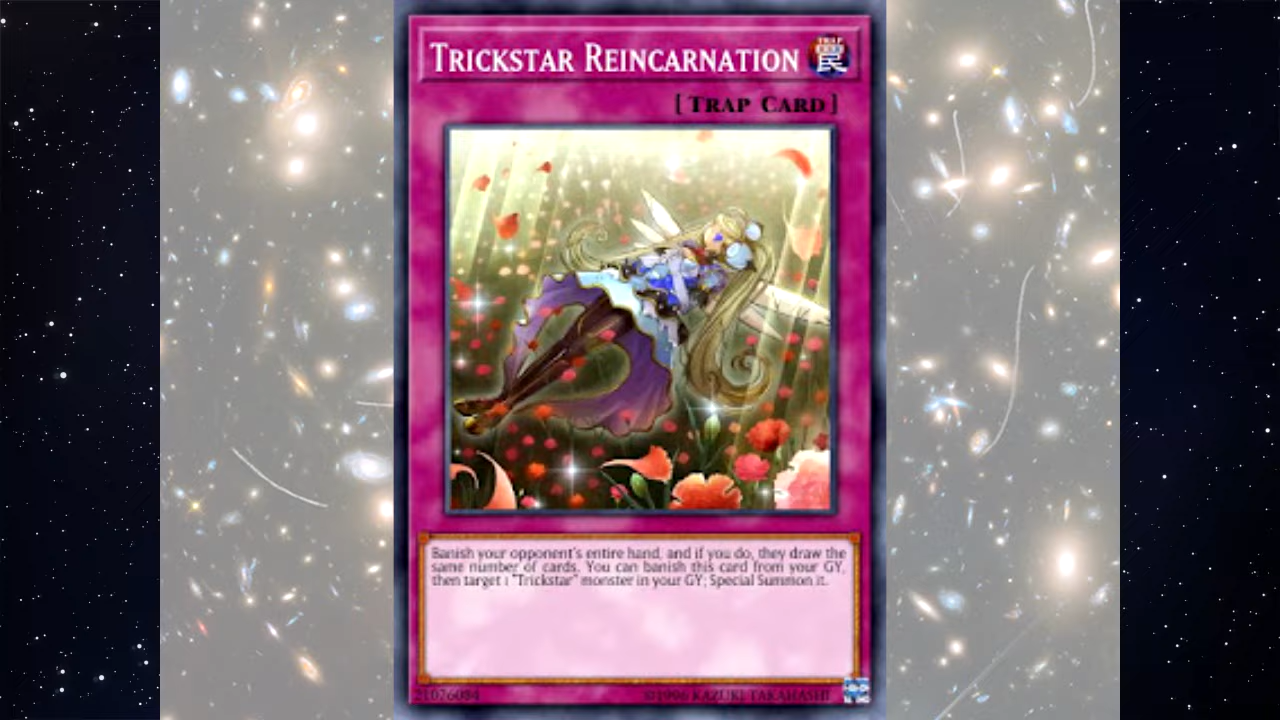 TRICKSTAR REINCARNATION
TRAP
罠
[TRAP CARD]
Banish your opponent's entire hand, and if you do, they draw the
same number of cards. You can banish this card from your GY,
then target 1 "Trickstar" monster in your GY; Special Summon it.
21076084
©1996 KAZUKI TAKAHASHI